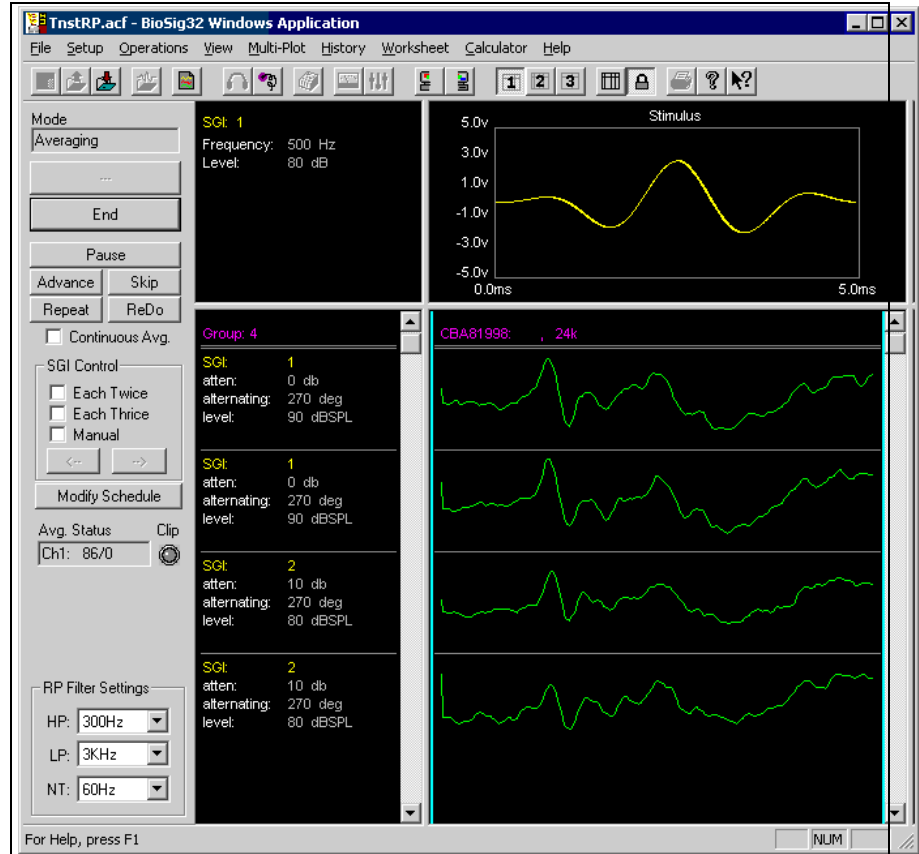 TnstRP.acf - BioSig32 Windows Application
File Setup Operations View Multi-Plot History Worksheet Calculator Help
1 2 3
Mode
Averaging
...
End
Pause
Advance Skip
Repeat ReDo
Continuous Avg.
SGI Control
Each Twice
Each Thrice
Manual
<-- -->
Modify Schedule
Avg. Status Clip
Ch1: 86/0
RP Filter Settings
HP: 300Hz
LP: 3KHz
NT: 60Hz
SGI: 1
Frequency: 500 Hz
Level: 80 dB
Stimulus
5.0v
3.0v
1.0v
-1.0v
-3.0v
-5.0v
0.0ms 5.0ms
Group: 4
SGI: 1
atten: 0 db
alternating: 270 deg
level: 90 dBSPL
SGI: 1
atten: 0 db
alternating: 270 deg
level: 90 dBSPL
SGI: 2
atten: 10 db
alternating: 270 deg
level: 80 dBSPL
SGI: 2
atten: 10 db
alternating: 270 deg
level: 80 dBSPL
CBA81998: , 24k
For Help, press F1
NUM